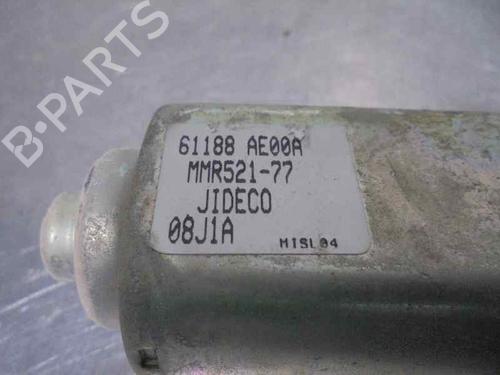 61188 AE00A
MMR521-77
JIDECO
08J1A
MISL04
B-PARTS